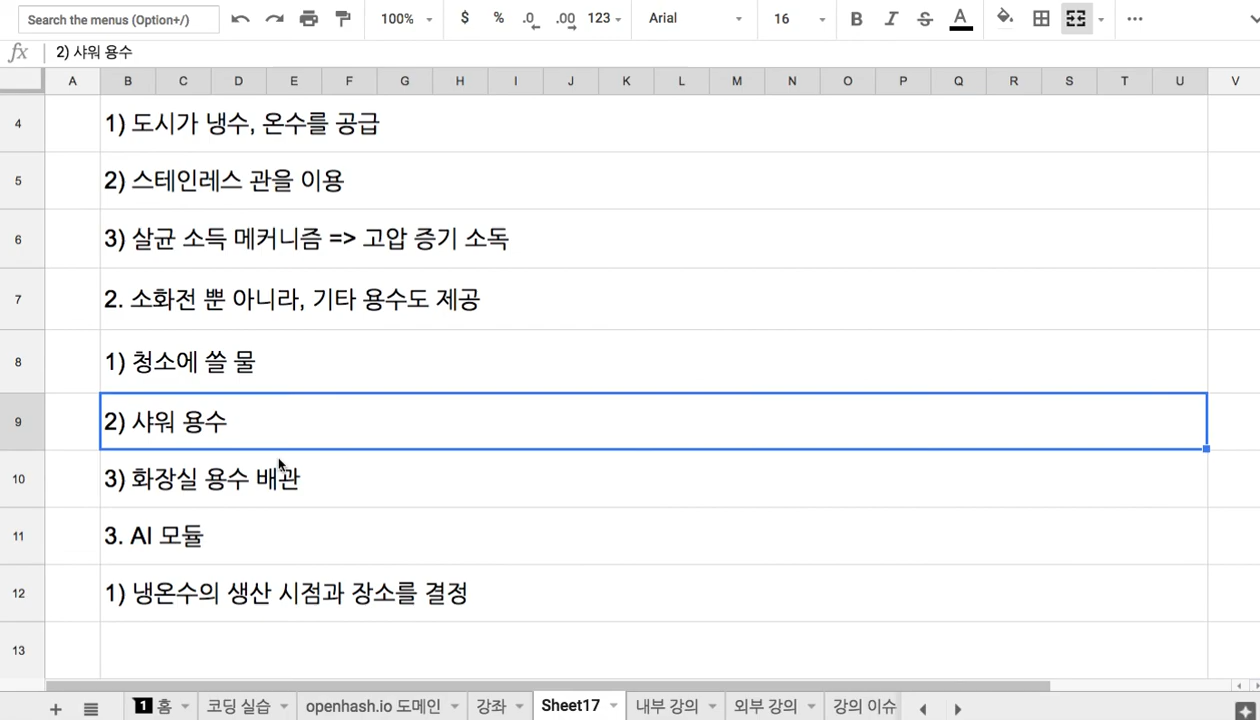 Search the menus (Option+/) 100% $ % .0 .00 123 Arial 16 B I S A
fx 2) 샤워 용수
A B C D E F G H I J K L M N O P Q R S T U V
4 1) 도시가 냉수, 온수를 공급
5 2) 스테인레스 관을 이용
6 3) 살균 소득 메커니즘 => 고압 증기 소독
7 2. 소화전 뿐 아니라, 기타 용수도 제공
8 1) 청소에 쓸 물
9 2) 샤워 용수
10 3) 화장실 용수 배관
11 3. AI 모듈
12 1) 냉온수의 생산 시점과 장소를 결정
13
1 홈 코딩 실습 openhash.io 도메인 강좌 Sheet17 내부 강의 외부 강의 강의 이슈